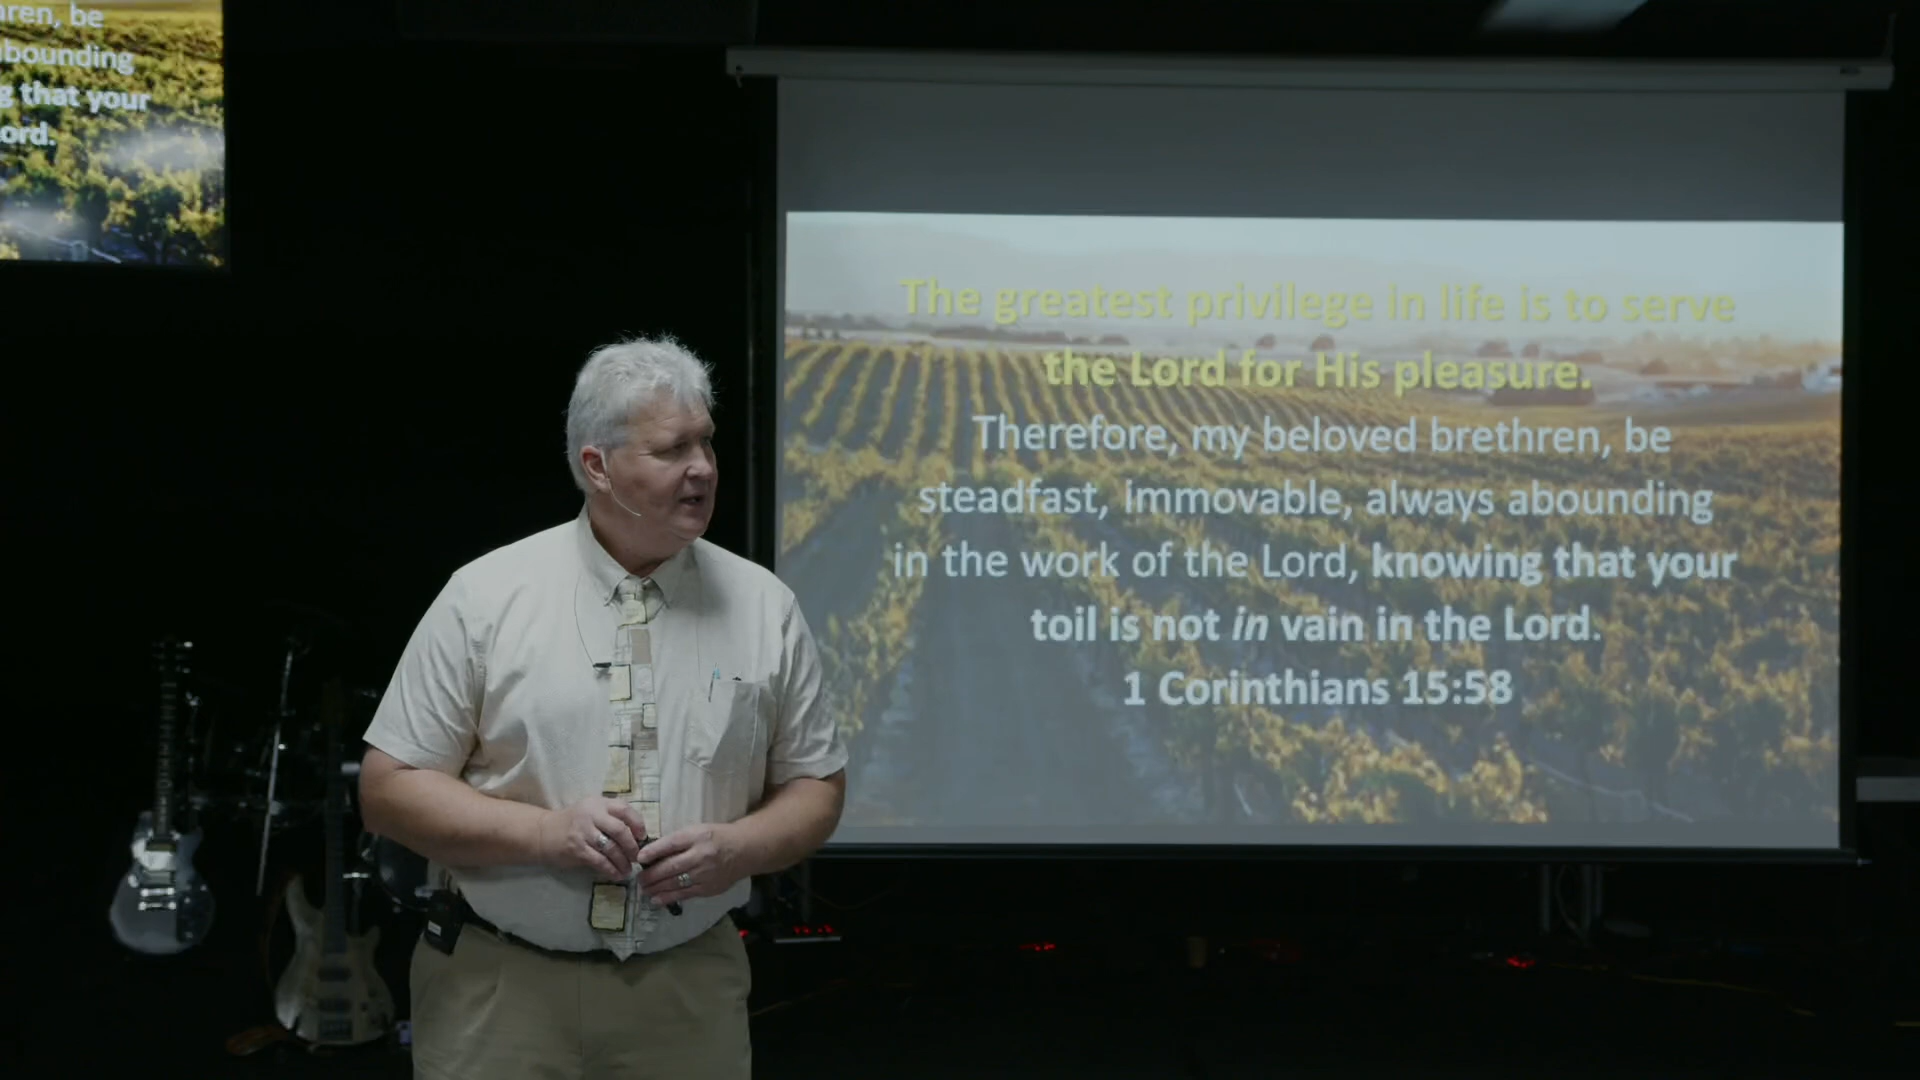 hren, be
abounding
g that your
ord.
The greatest privilege in life is to serve
the Lord for His pleasure.
Therefore, my beloved brethren, be
steadfast, immovable, always abounding
in the work of the Lord, knowing that your
toil is not in vain in the Lord.
1 Corinthians 15:58